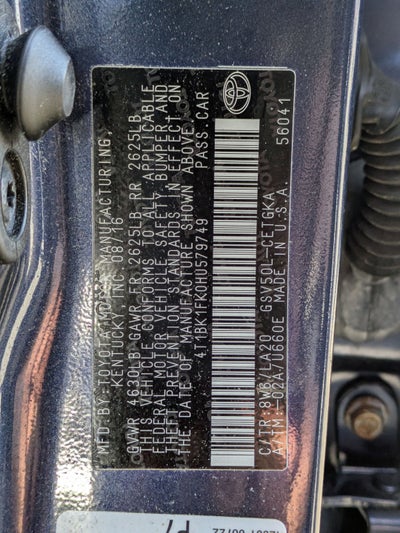 MFD BY: TOYOTA MOTOR MANUFACTURING,
KENTUCKY, INC. 09/16
GVWR 4630LB GAWR FR 2625LB RR 2625LB
THIS VEHICLE CONFORMS TO ALL APPLICABLE
FEDERAL MOTOR VEHICLE SAFETY, BUMPER AND
THEFT PREVENTION STANDARDS IN EFFECT ON
THE DATE OF MANUFACTURE SHOWN ABOVE.
4T1BK1FK0HU579749 PASS.CAR
C/TR: 8W8/LA20 GSV50L-CETGKA
A/TM: -02A/U660E MADE IN U.S.A. 56041